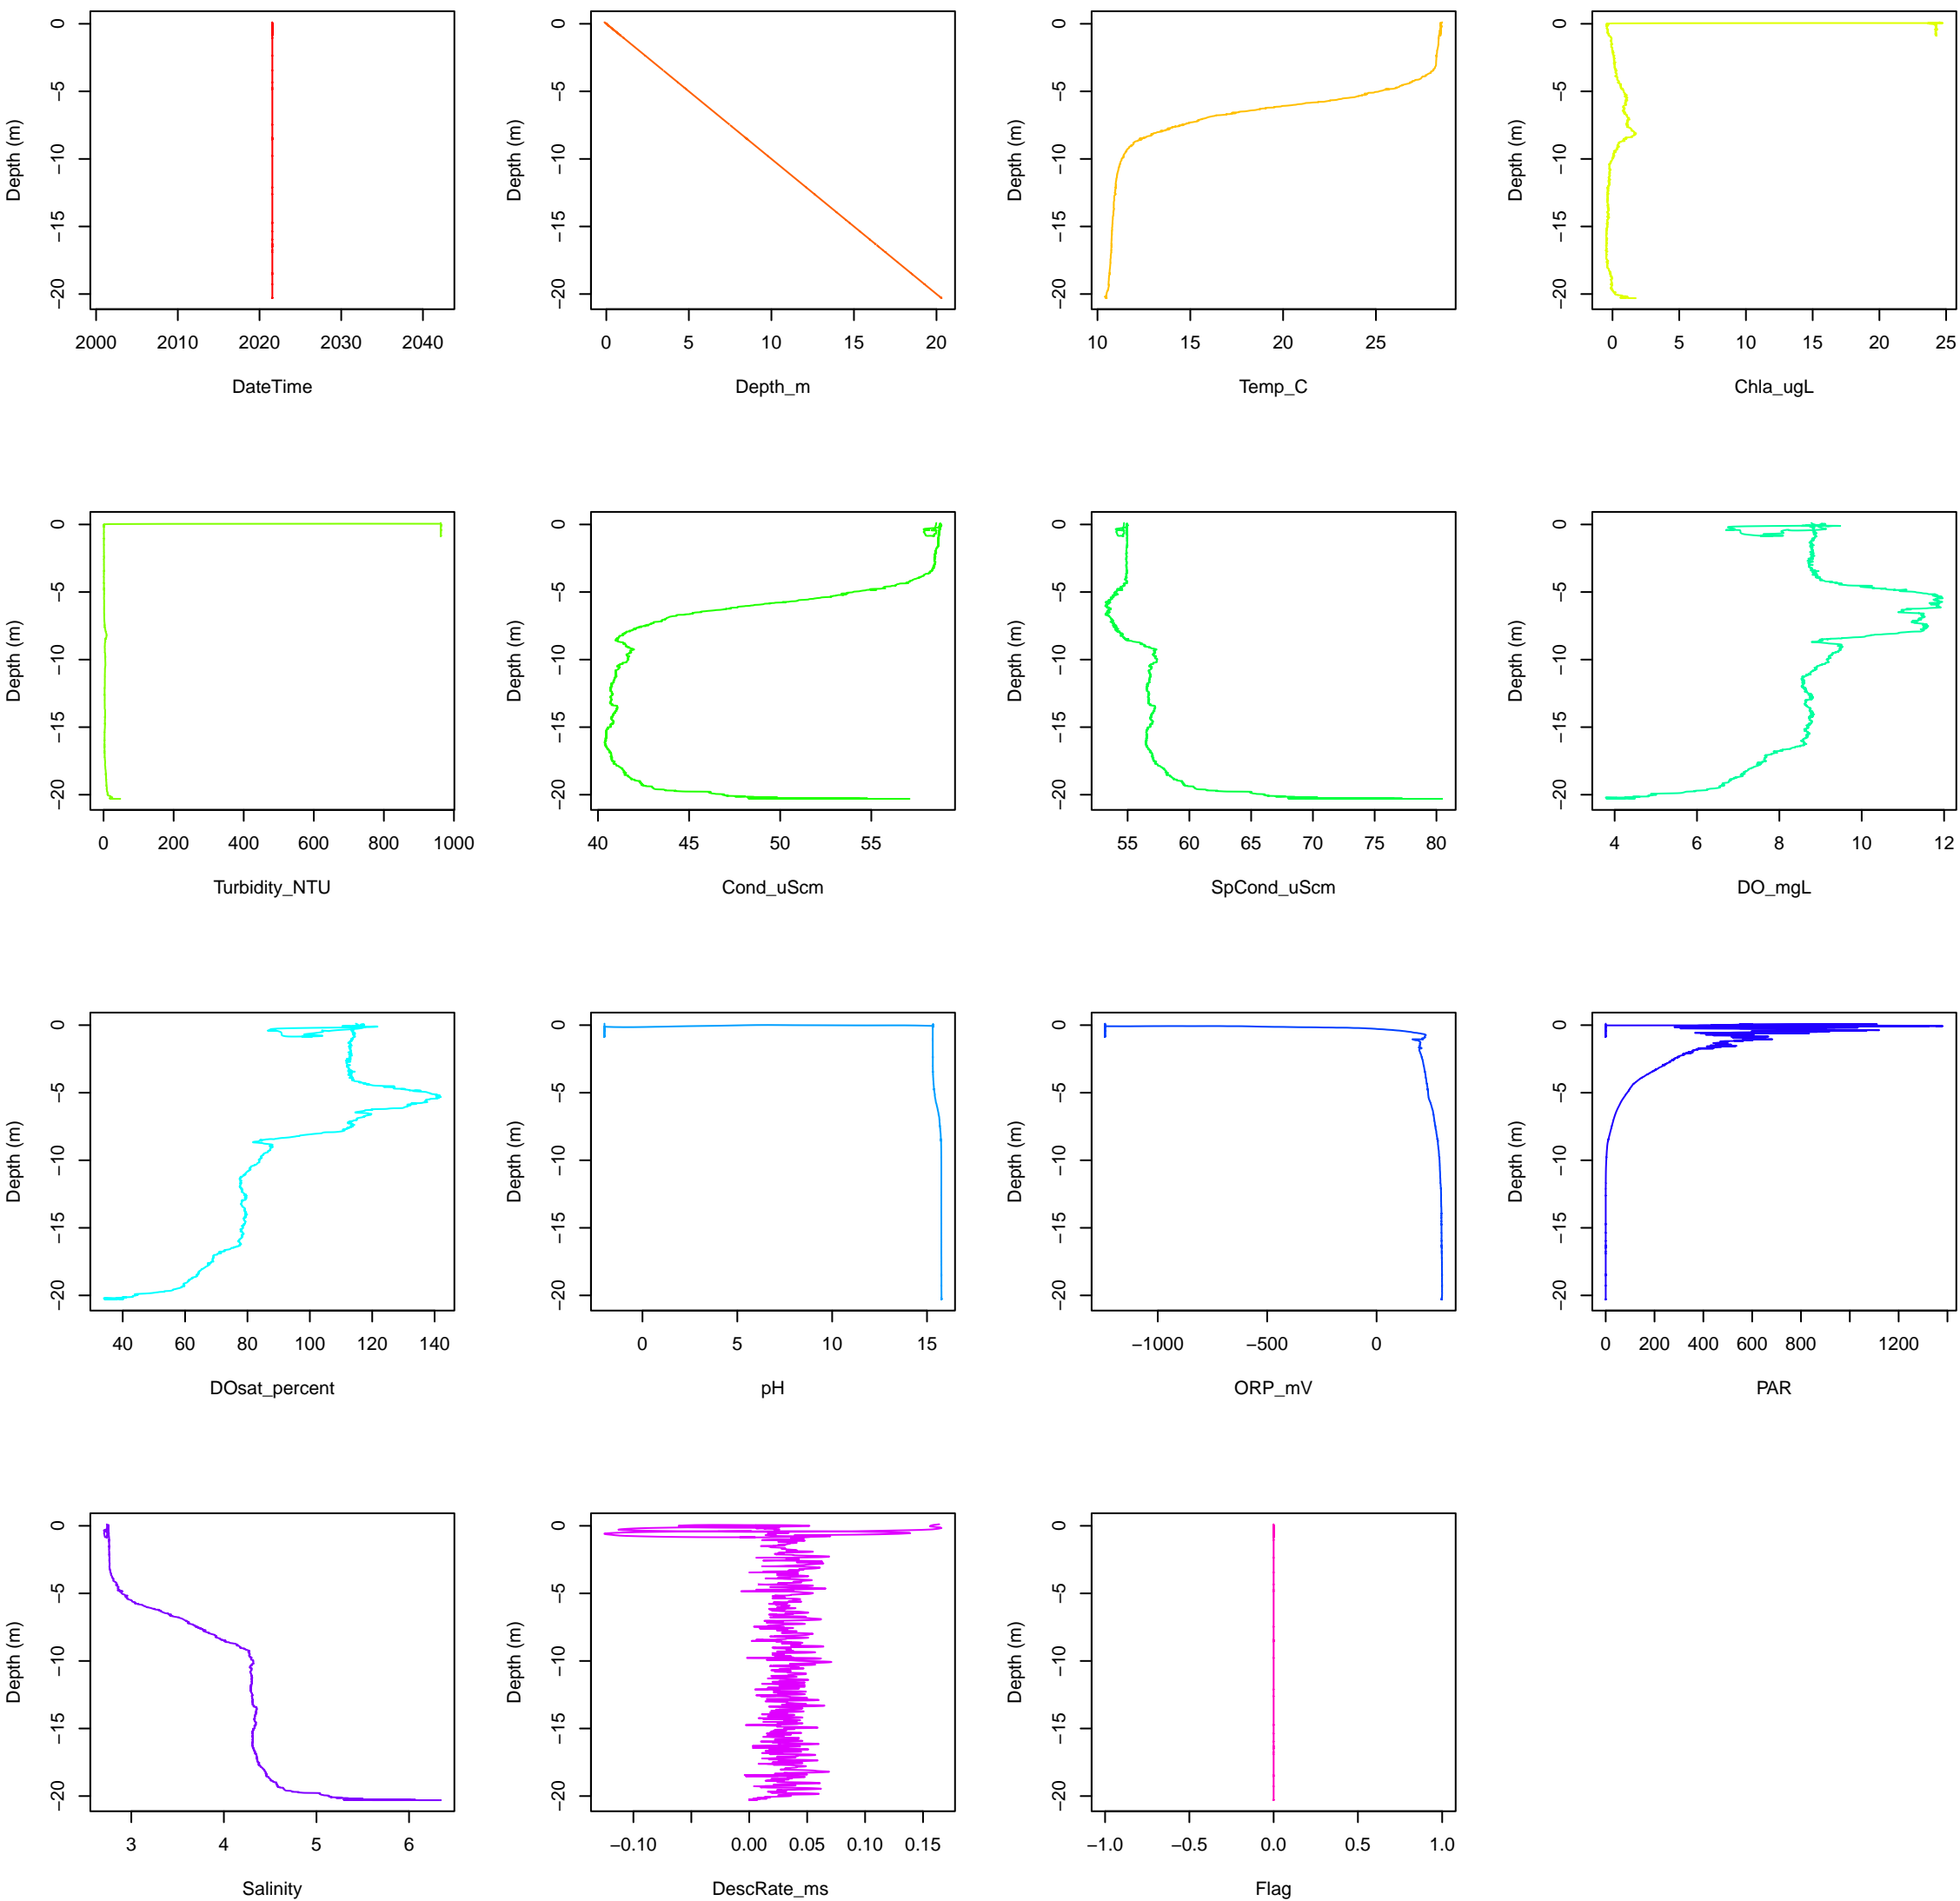 0
−5
−10
−15
−20
Depth (m)
2000 2010 2020 2030 2040
DateTime
0
−5
−10
−15
−20
Depth (m)
0 5 10 15 20
Depth_m
0
−5
−10
−15
−20
Depth (m)
10 15 20 25
Temp_C
0
−5
−10
−15
−20
Depth (m)
0 5 10 15 20 25
Chla_ugL
0
−5
−10
−15
−20
Depth (m)
0 200 400 600 800 1000
Turbidity_NTU
0
−5
−10
−15
−20
Depth (m)
40 45 50 55
Cond_uScm
0
−5
−10
−15
−20
Depth (m)
55 60 65 70 75 80
SpCond_uScm
0
−5
−10
−15
−20
Depth (m)
4 6 8 10 12
DO_mgL
0
−5
−10
−15
−20
Depth (m)
40 60 80 100 120 140
DOsat_percent
0
−5
−10
−15
−20
Depth (m)
0 5 10 15
pH
0
−5
−10
−15
−20
Depth (m)
−1000 −500 0
ORP_mV
0
−5
−10
−15
−20
Depth (m)
0 200 400 600 800 1200
PAR
0
−5
−10
−15
−20
Depth (m)
3 4 5 6
Salinity
0
−5
−10
−15
−20
Depth (m)
−0.10 0.00 0.05 0.10 0.15
DescRate_ms
0
−5
−10
−15
−20
Depth (m)
−1.0 −0.5 0.0 0.5 1.0
Flag